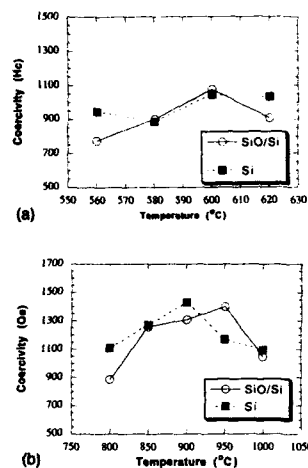 1500
1300
1100
900
700
500
Coercivity (Hc)
SiO/Si
Si
550 560 570 580 590 600 610 620 630
Temperature (°C)
(a)
1700
1500
1300
1100
900
700
500
Coercivity (Oe)
SiO/Si
Si
750 800 850 900 950 1000 1050
Temperature (°C)
(b)